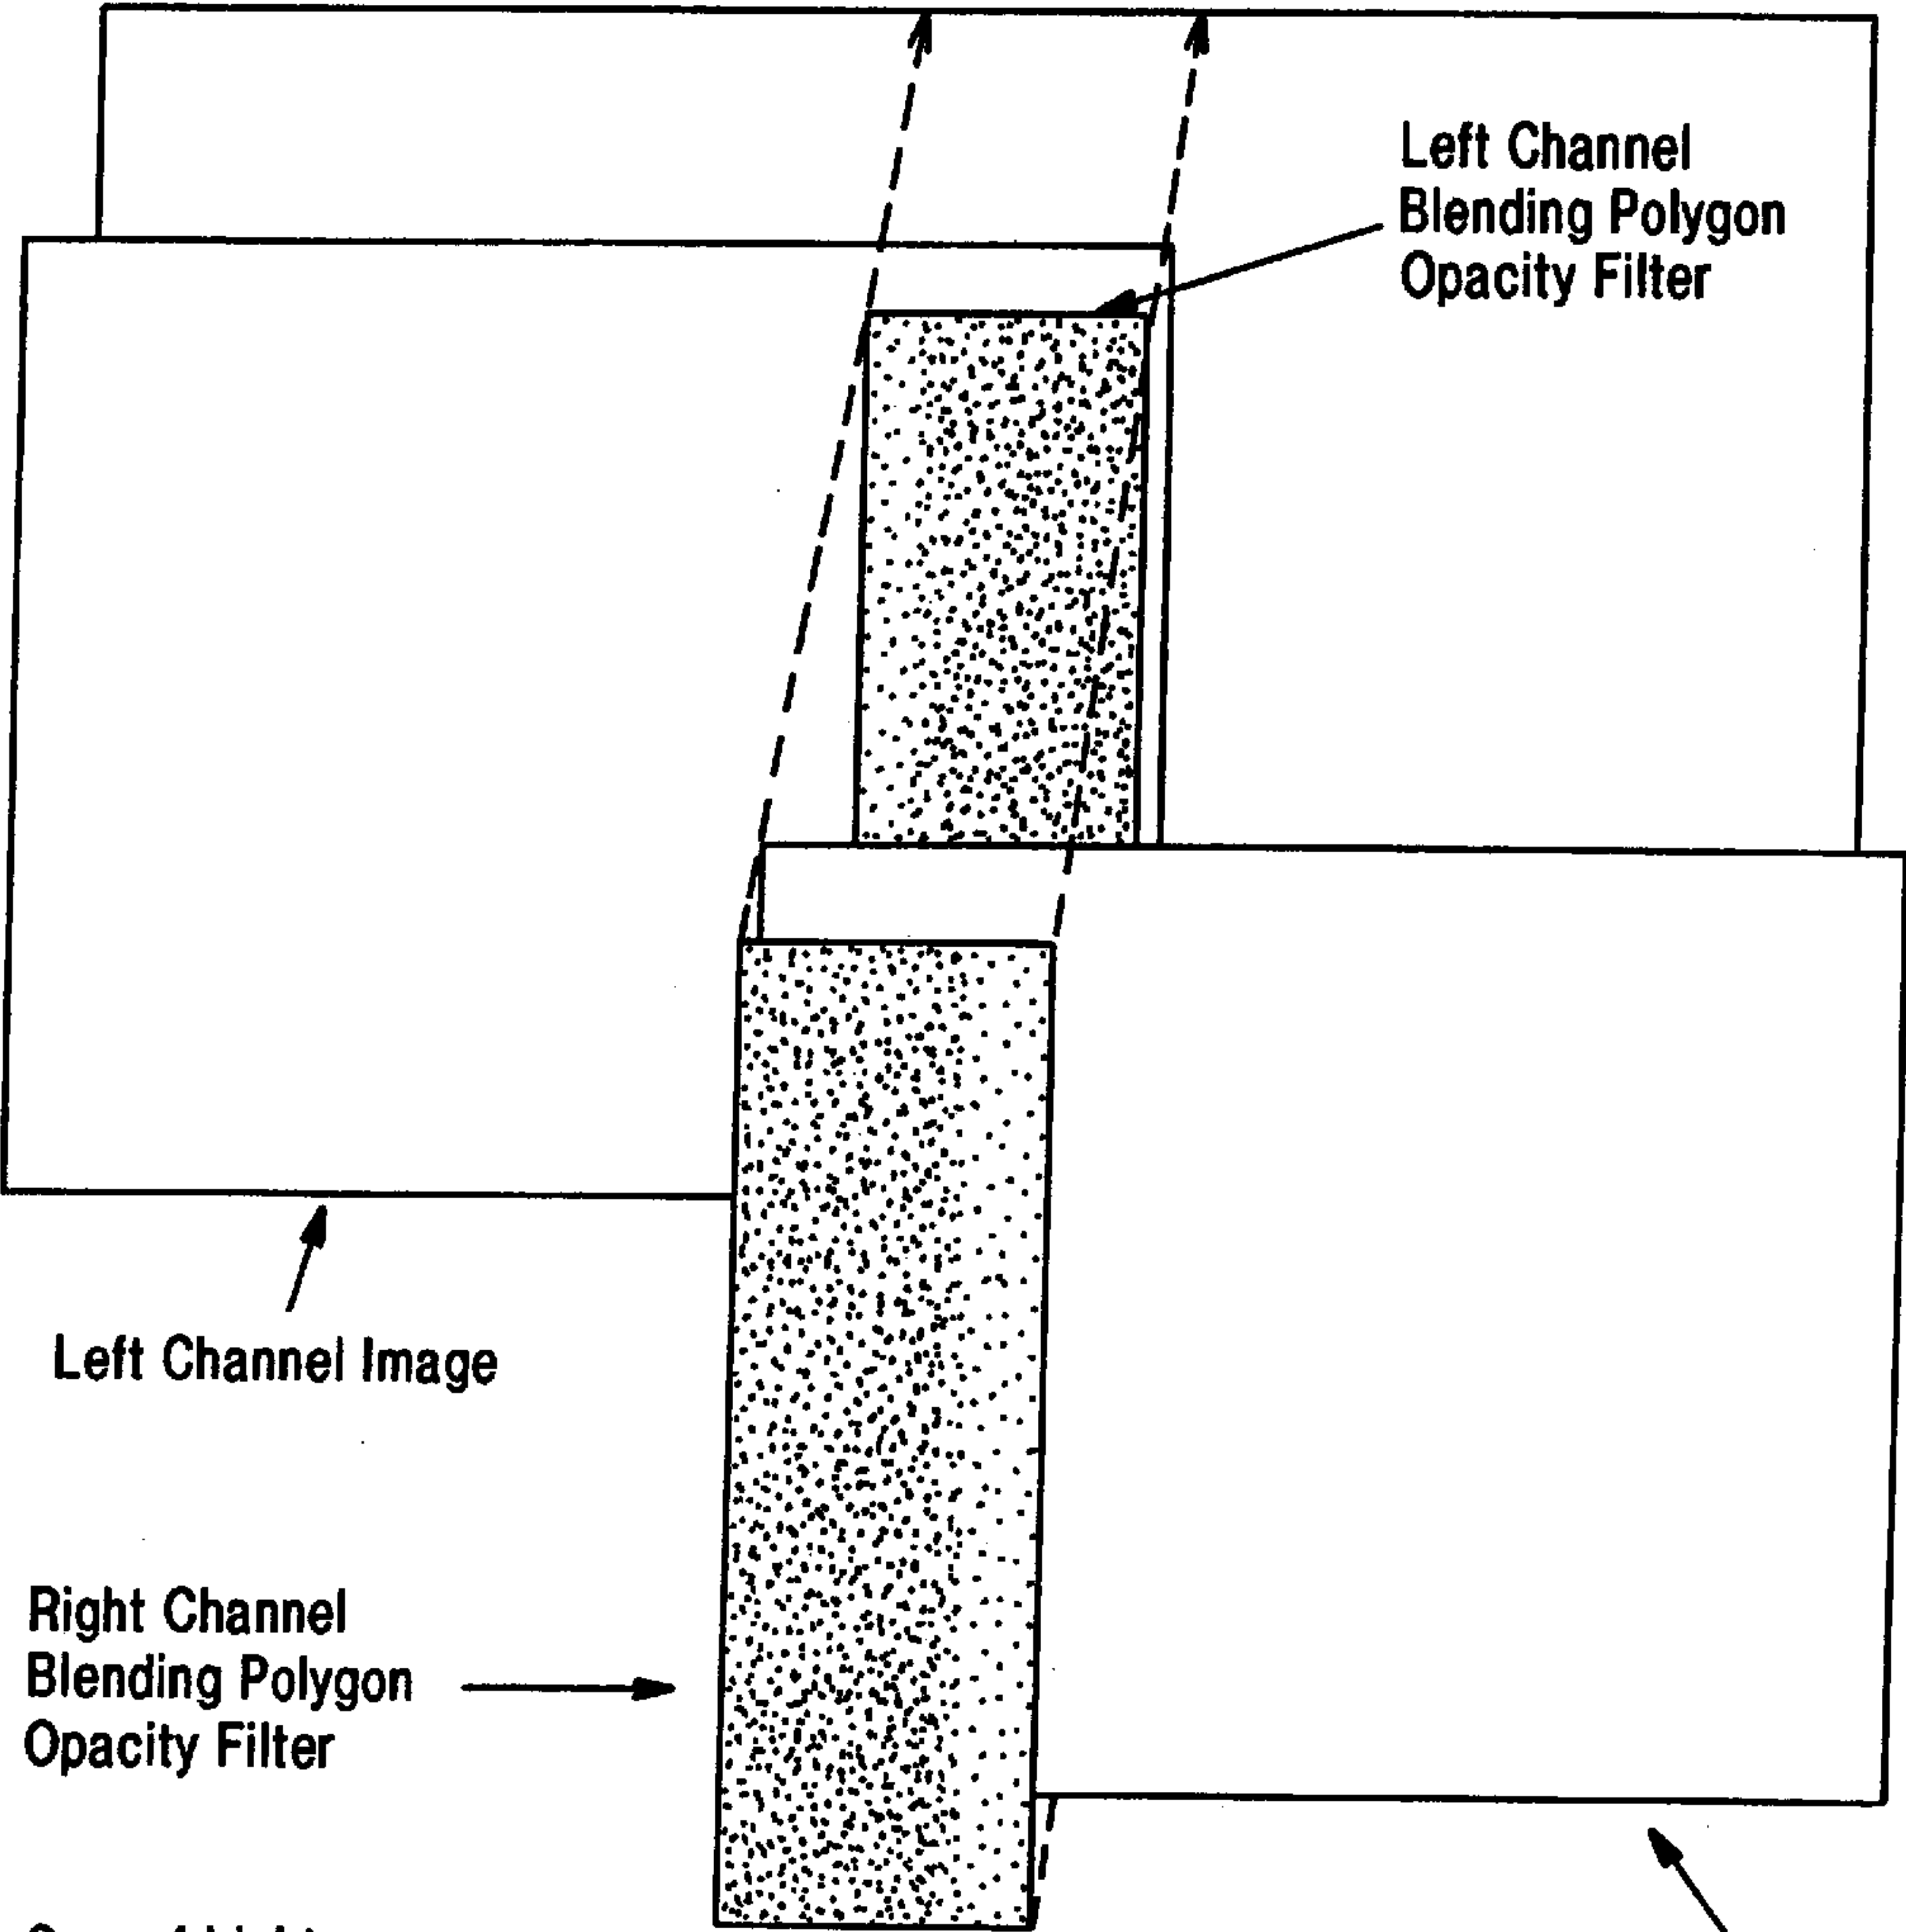 Left Channel
Blending Polygon
Opacity Filter
Left Channel Image
Right Channel
Blending Polygon
Opacity Filter